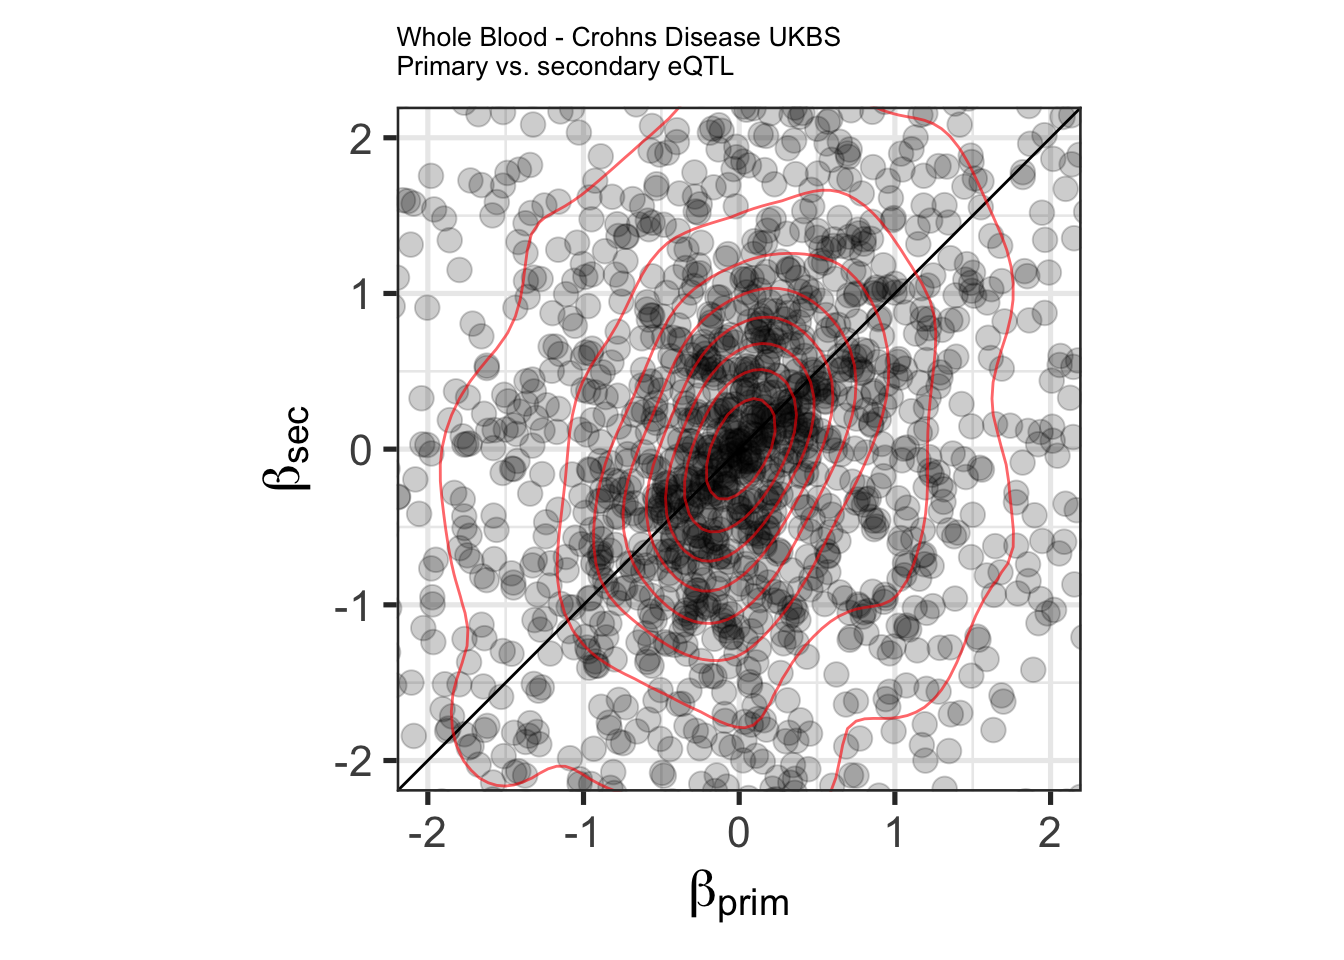 Whole Blood - Crohns Disease UKBS
Primary vs. secondary eQTL
2
1
0
-1
-2
βsec
-2 -1 0 1 2
βprim